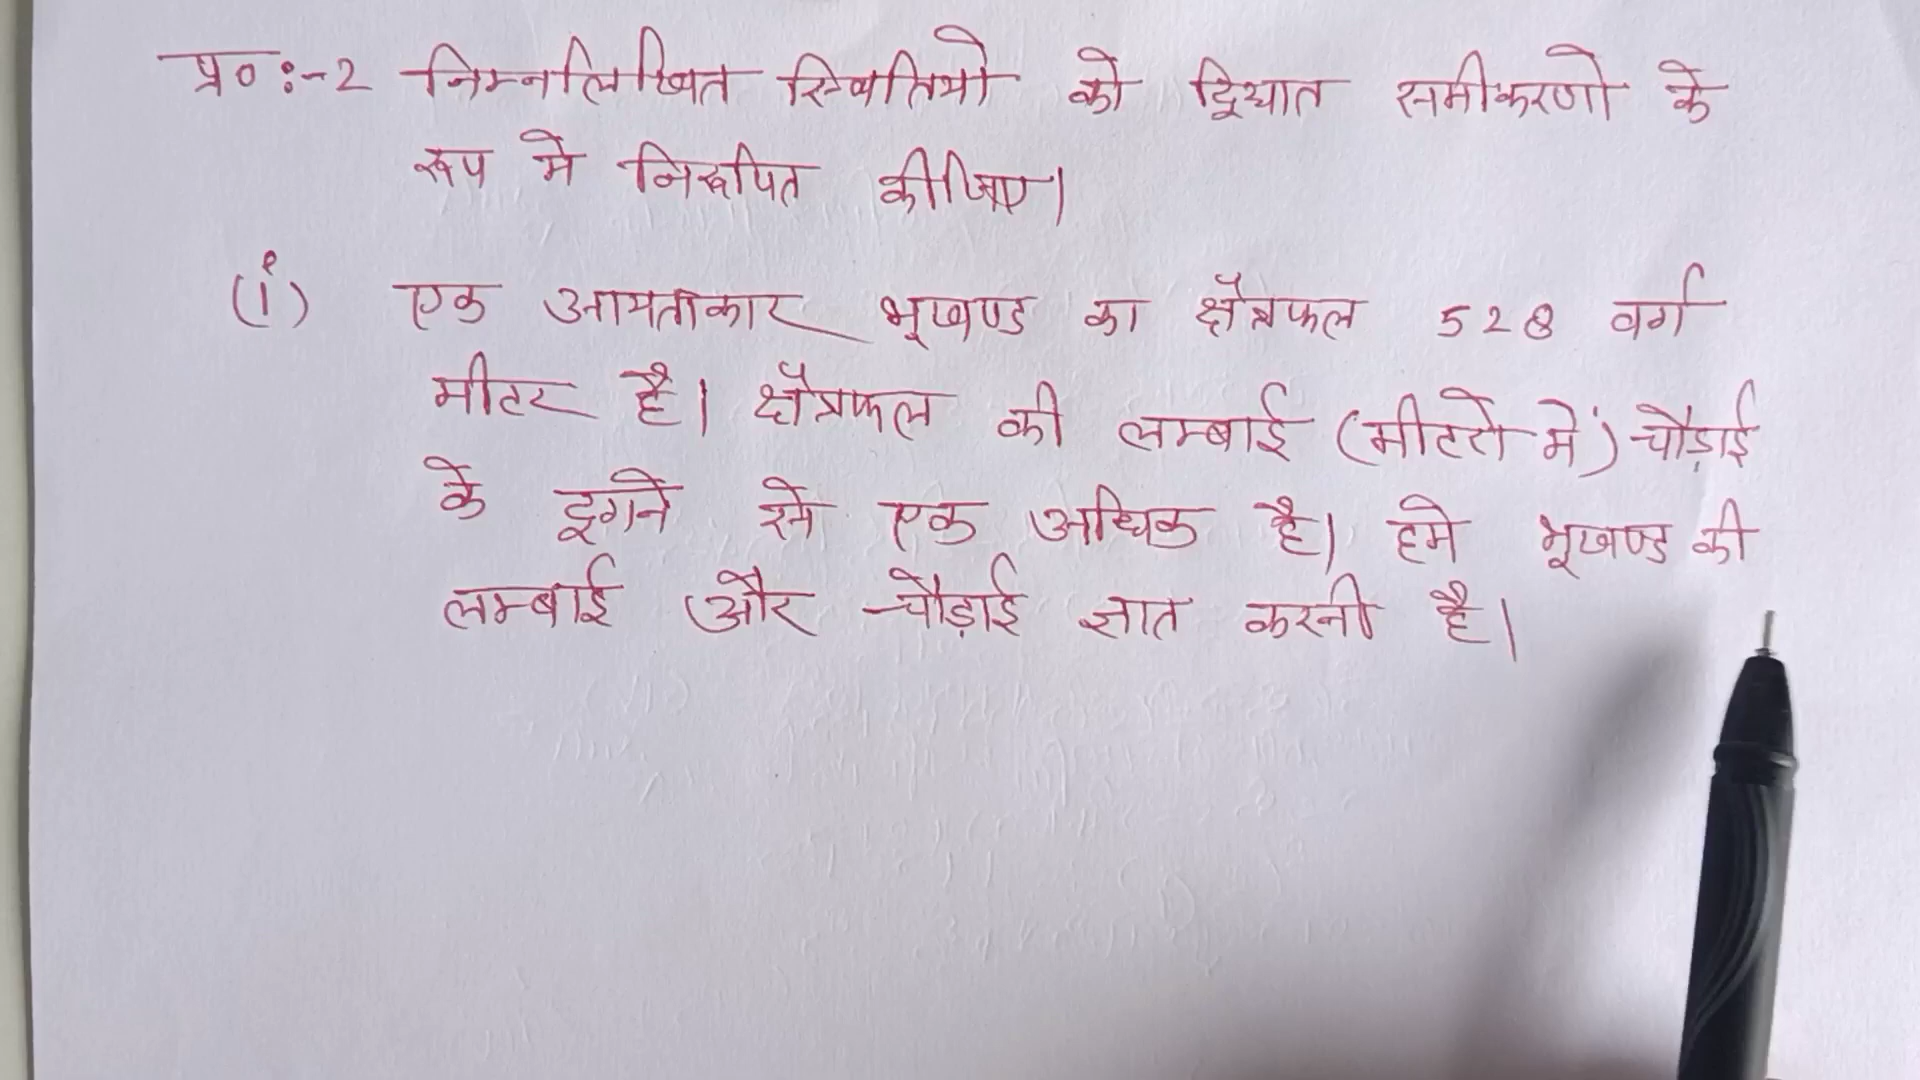 प्र० :- 2 निम्नलिखित स्थितियो को द्विघात समीकरणो के
रूप मे निरूपित कीजिए।
(i) एक आयताकार भूखण्ड का क्षैत्रफल 528 वर्ग
मीटर है। क्षैत्रफल की लम्बाई (मीटरो में) चौड़ाई
के दुगने से एक अधिक है। हमे भूखण्ड की
लम्बाई और चौड़ाई ज्ञात करनी है।